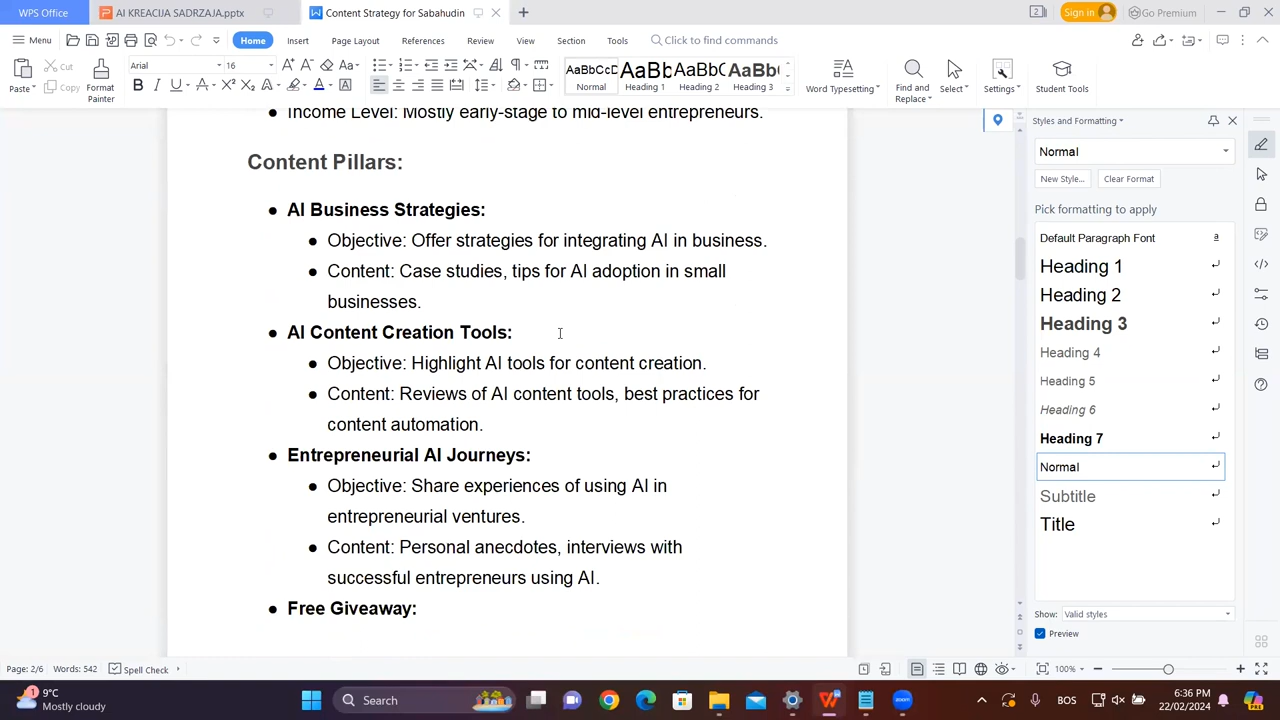 WPS Office
AI KREACIJA SADRZAJA.pptx
Content Strategy for Sabahudin
Sign in
Go Premium
Menu
Home
Insert
Page Layout
References
Review
View
Section
Tools
Click to find commands
Paste
Cut
Copy
Format Painter
Arial
16
AaBbCcD
Normal
AaBb
Heading 1
AaBb(
Heading 2
AaBb(
Heading 3
Word Typesetting
Find and Replace
Select
Settings
Student Tools
Income Level: Mostly early-stage to mid-level entrepreneurs.
Content Pillars:
AI Business Strategies:
Objective: Offer strategies for integrating AI in business.
Content: Case studies, tips for AI adoption in small
businesses.
AI Content Creation Tools:
Objective: Highlight AI tools for content creation.
Content: Reviews of AI content tools, best practices for
content automation.
Entrepreneurial AI Journeys:
Objective: Share experiences of using AI in
entrepreneurial ventures.
Content: Personal anecdotes, interviews with
successful entrepreneurs using AI.
Free Giveaway:
Styles and Formatting
Normal
New Style...
Clear Format
Pick formatting to apply
Default Paragraph Font
a
Heading 1
Heading 2
Heading 3
Heading 4
Heading 5
Heading 6
Heading 7
Normal
Subtitle
Title
Show: Valid styles
Preview
Page: 2/6
Words: 542
Spell Check
100%
1
9°C
Mostly cloudy
Search
BOS
6:36 PM
22/02/2024